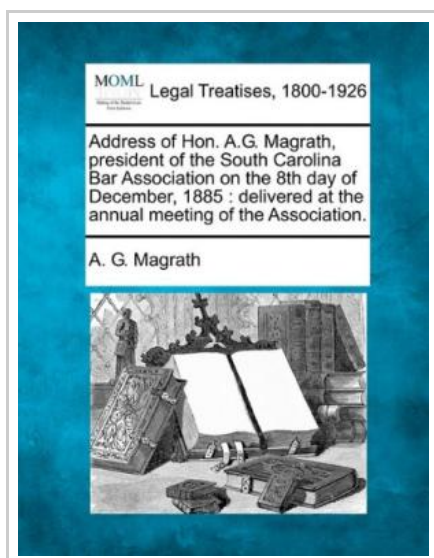 MOML
Legal Treatises, 1800-1926
Address of Hon. A.G. Magrath,
president of the South Carolina
Bar Association on the 8th day of
December, 1885 : delivered at the
annual meeting of the Association.
A. G. Magrath